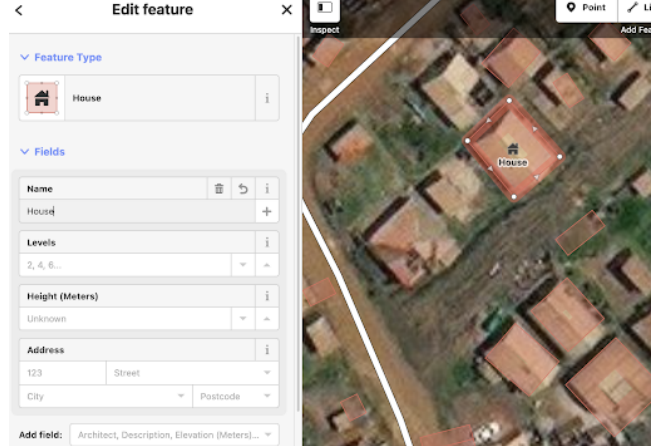 Edit feature
Feature Type
House
Fields
Name
House
Levels
2, 4, 6...
Height (Meters)
Unknown
Address
123 Street
City Postcode
Add field: Architect, Description, Elevation (Meters)...
Inspect
Point Li
Add Fea
House